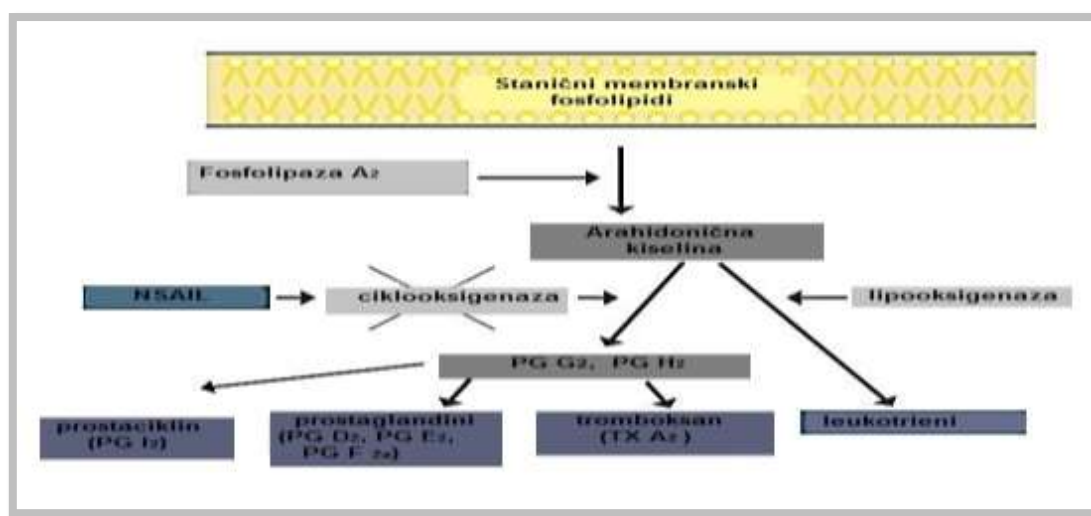 Stanični membranski
fosfolipidi
Fosfolipaza A2
Arahidonična
kiselina
NSAIL
ciklooksigenaza
lipooksigenaza
PG G2, PG H2
prostaciklin
(PG I2)
prostaglandini
(PG D2, PG E2,
PG F 2a)
tromboksan
(TX A2 )
leukotrieni